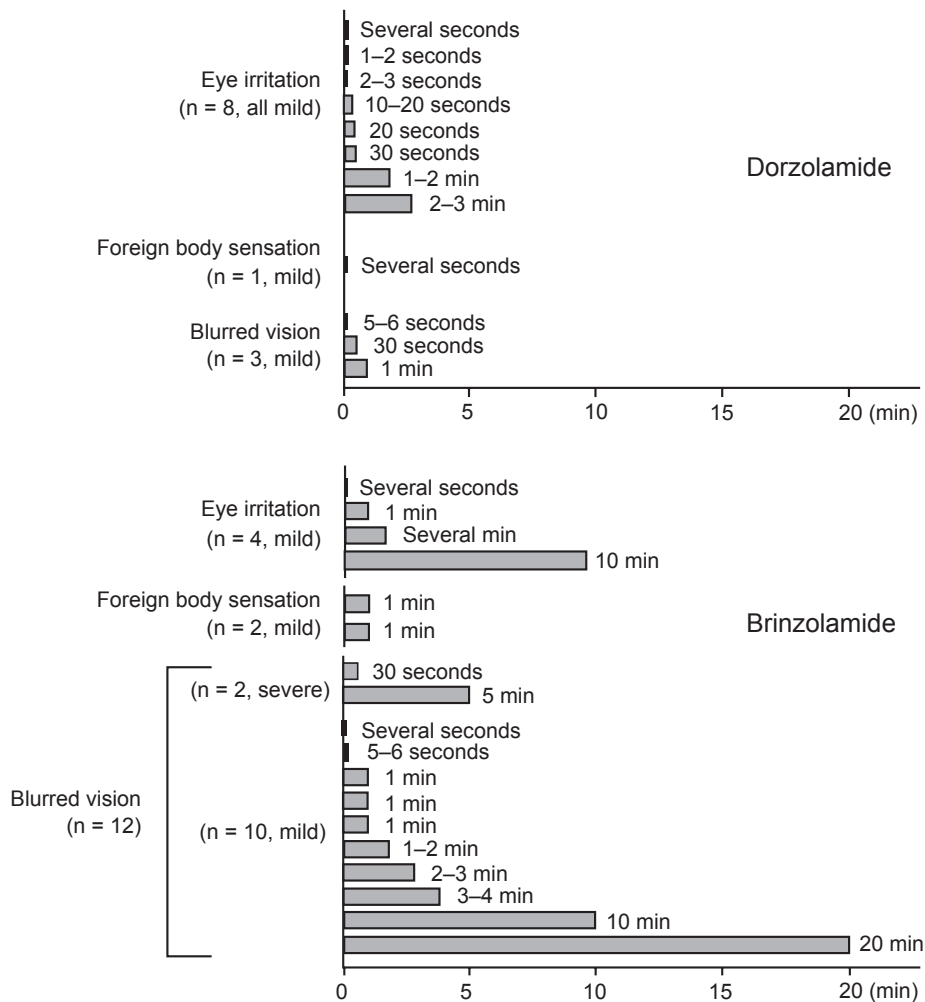 Several seconds
1–2 seconds
Eye irritation
(n = 8, all mild)
2–3 seconds
10–20 seconds
20 seconds
30 seconds
1–2 min
2–3 min
Dorzolamide
Foreign body sensation
(n = 1, mild)
Several seconds
Blurred vision
(n = 3, mild)
5–6 seconds
30 seconds
1 min
0 5 10 15 20 (min)
Eye irritation
(n = 4, mild)
Several seconds
1 min
Several min
10 min
Foreign body sensation
(n = 2, mild)
1 min
1 min
Brinzolamide
Blurred vision
(n = 12)
(n = 2, severe)
30 seconds
5 min
(n = 10, mild)
Several seconds
5–6 seconds
1 min
1 min
1 min
1–2 min
2–3 min
3–4 min
10 min
20 min
0 5 10 15 20 (min)